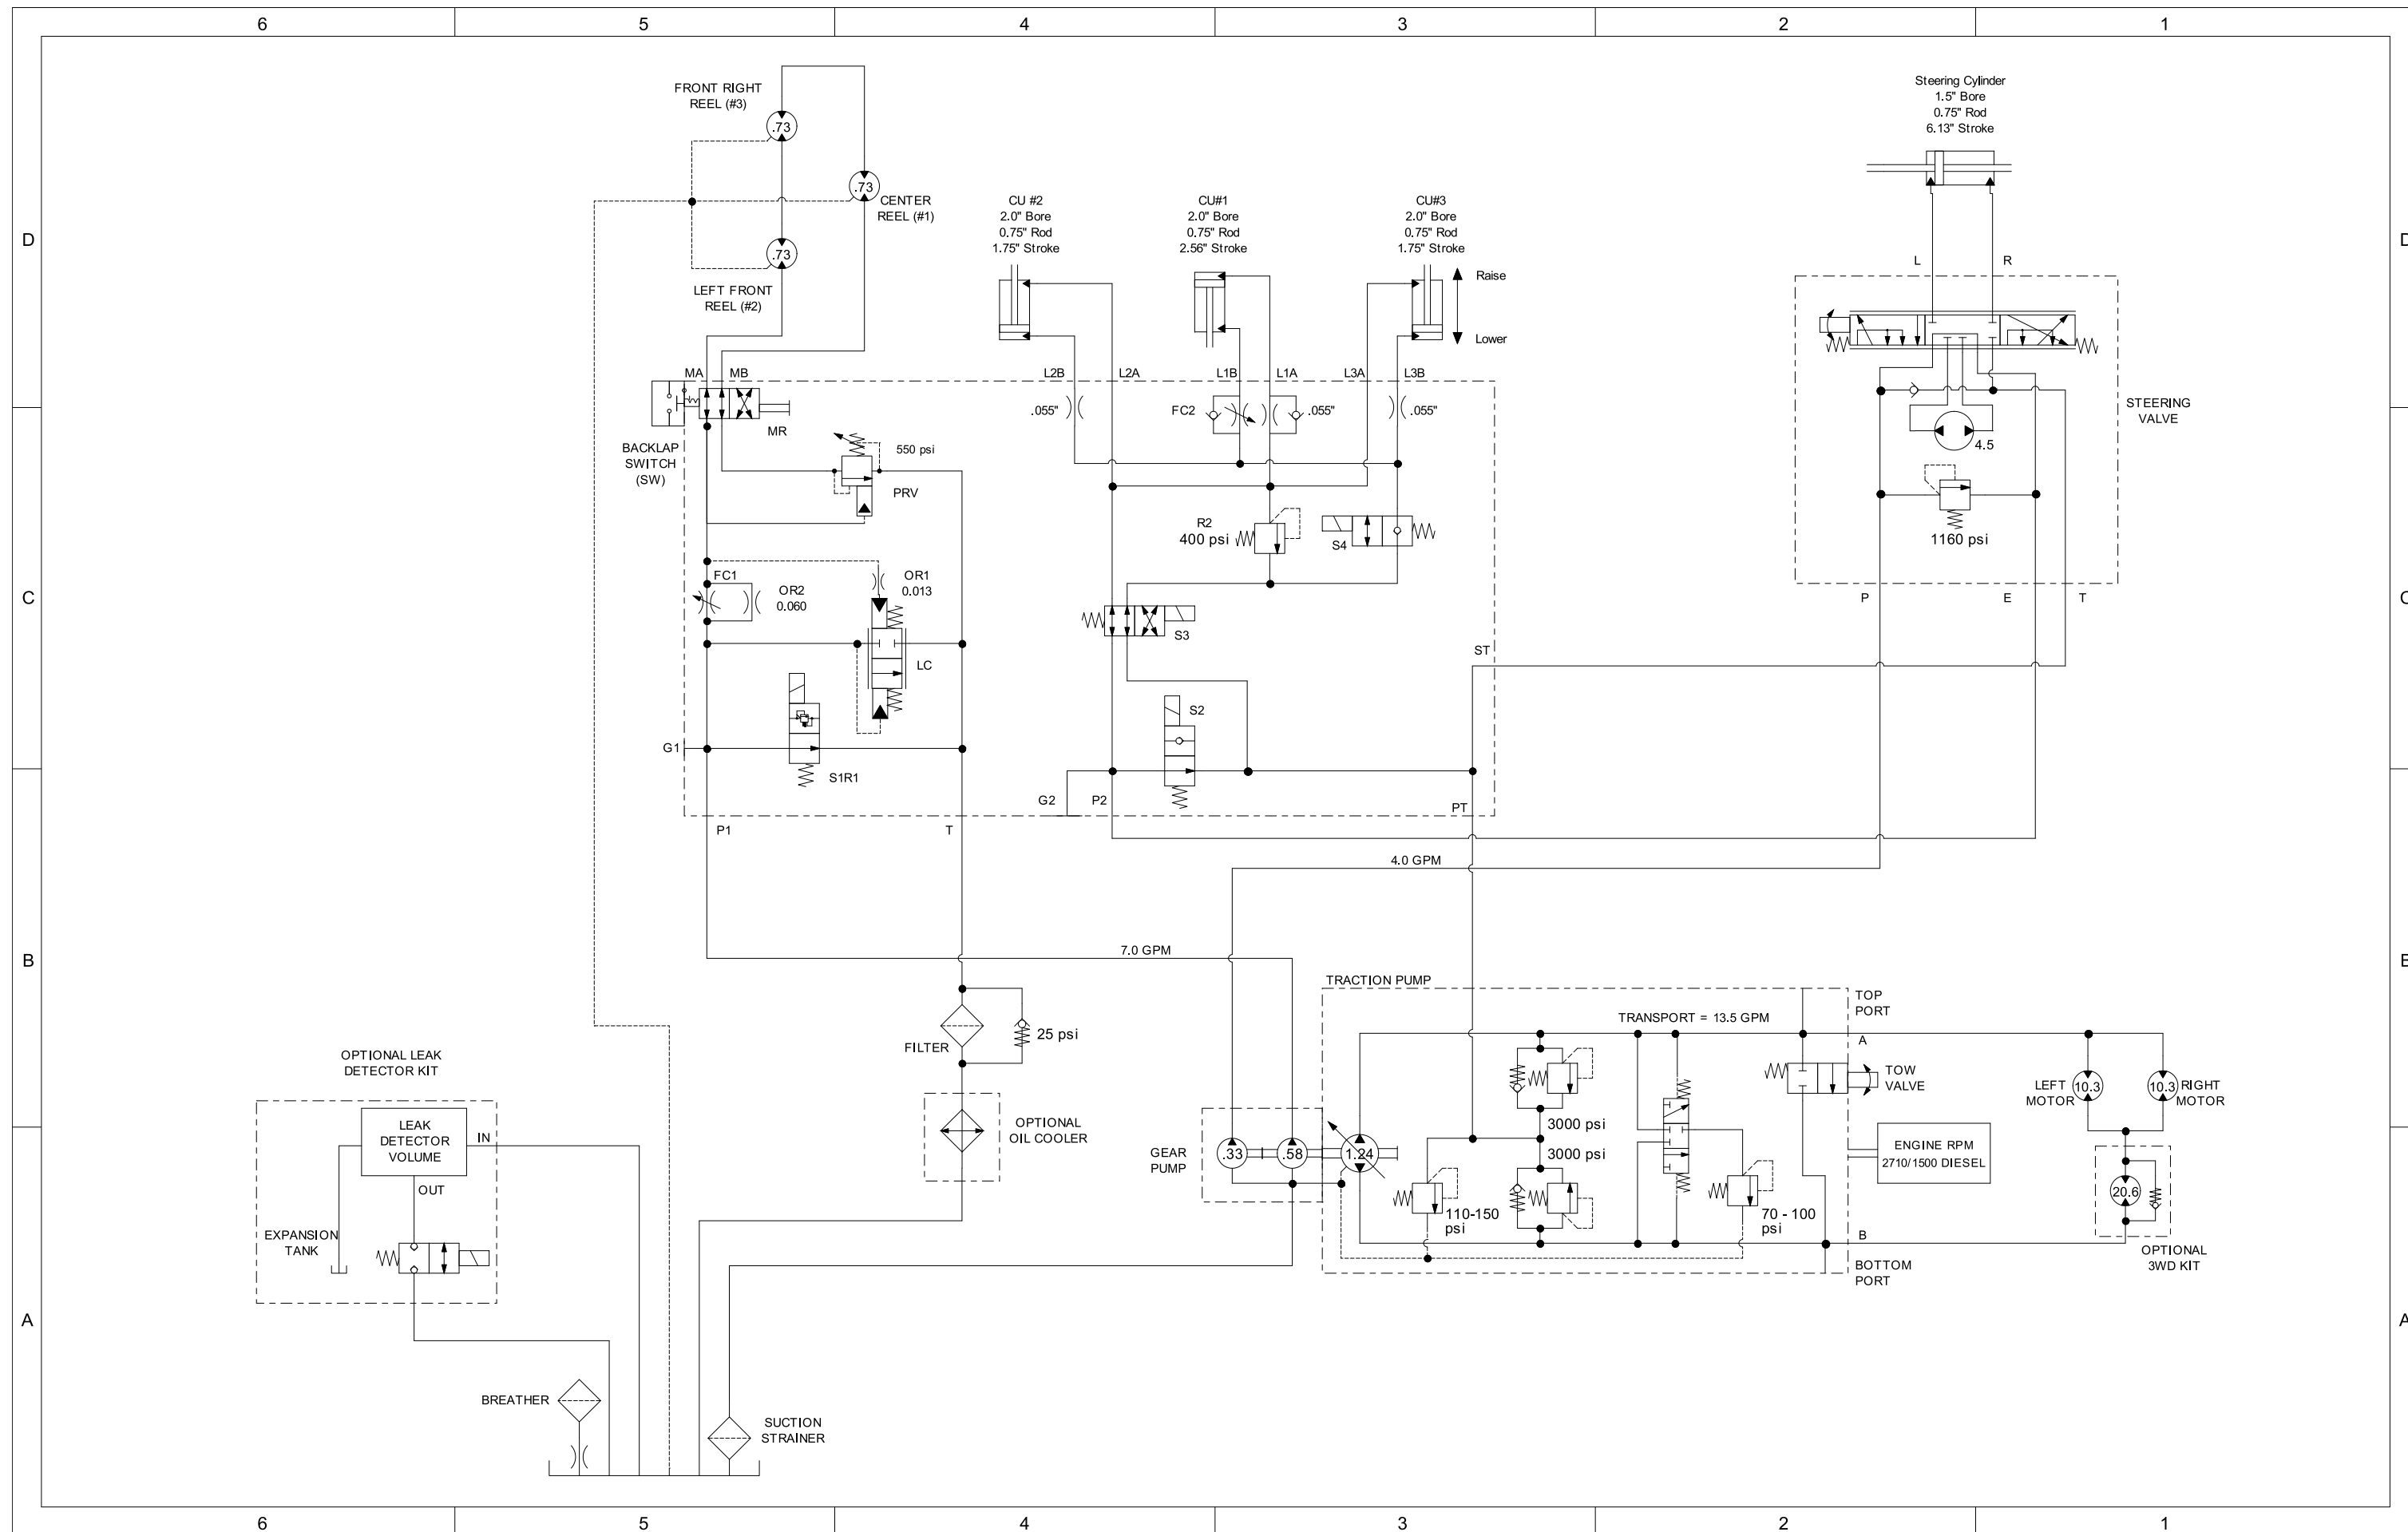 6
5
4
3
2
1
FRONT RIGHT
REEL (#3)
.73
.73
CENTER
REEL (#1)
.73
LEFT FRONT
REEL (#2)
CU #2
2.0" Bore
0.75" Rod
1.75" Stroke
CU#1
2.0" Bore
0.75" Rod
2.56" Stroke
CU#3
2.0" Bore
0.75" Rod
1.75" Stroke
Raise
Lower
Steering Cylinder
1.5" Bore
0.75" Rod
6.13" Stroke
D
D
L
R
MA
MB
L2B
L2A
L1B
L1A
L3A
L3B
.055"
FC2
.055"
.055"
MR
BACKLAP
SWITCH
(SW)
550 psi
PRV
R2
400 psi
S4
4.5
1160 psi
STEERING
VALVE
C
C
FC1
OR2
0.060
OR1
0.013
LC
S3
P
E
T
ST
S2
G1
S1R1
G2
P2
PT
P1
T
4.0 GPM
7.0 GPM
B
B
FILTER
25 psi
TRACTION PUMP
TOP
PORT
TRANSPORT = 13.5 GPM
A
TOW
VALVE
LEFT
MOTOR
10.3
10.3
RIGHT
MOTOR
OPTIONAL LEAK
DETECTOR KIT
LEAK
DETECTOR
VOLUME
IN
OUT
EXPANSION
TANK
OPTIONAL
OIL COOLER
GEAR
PUMP
.33
.58
1.24
3000 psi
3000 psi
110-150
psi
70 - 100
psi
ENGINE RPM
2710/1500 DIESEL
20.6
B
BOTTOM
PORT
OPTIONAL
3WD KIT
A
A
BREATHER
SUCTION
STRAINER
6
5
4
3
2
1